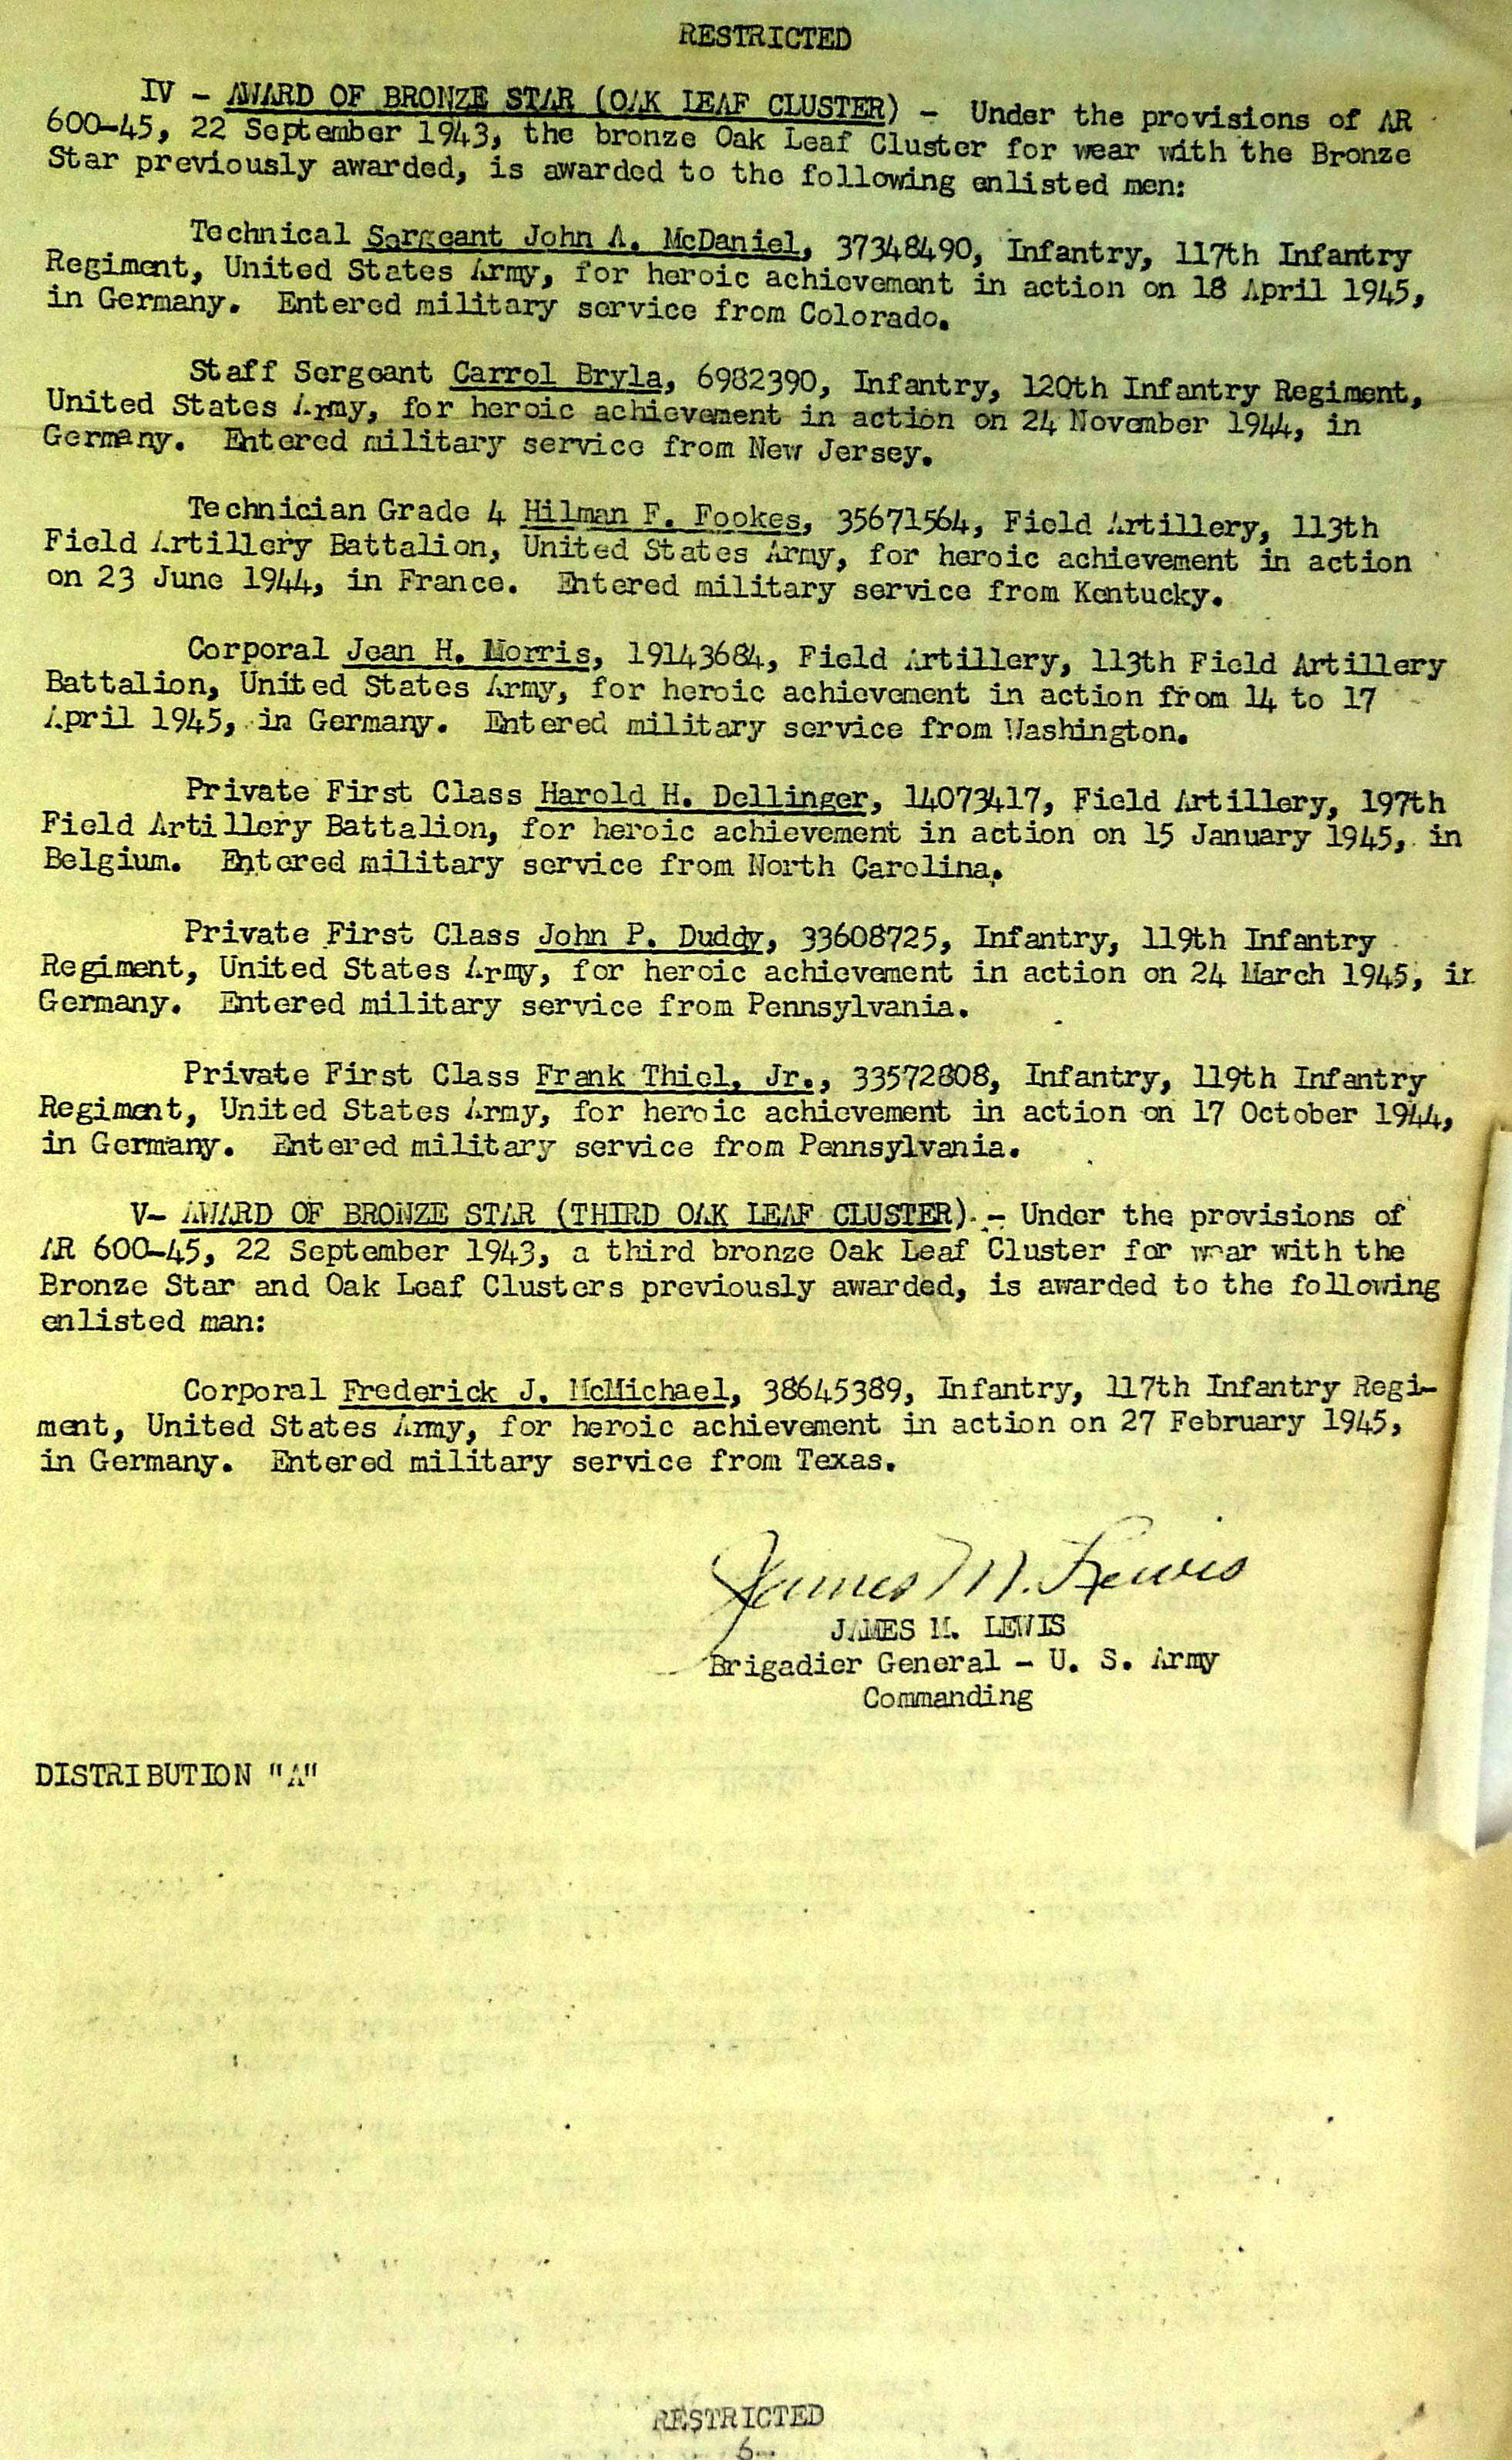 RESTRICTED
IV - AWARD OF BRONZE STAR (OAK LEAF CLUSTER) - Under the provisions of AR
600-45, 22 September 1943, the bronze Oak Leaf Cluster for wear with the Bronze
Star previously awarded, is awarded to the following enlisted men:
Technical Sergeant John A. McDaniel, 37348490, Infantry, 117th Infantry
Regiment, United States Army, for heroic achievement in action on 18 April 1945,
in Germany. Entered military service from Colorado.
Staff Sergeant Carrol Bryla, 6982390, Infantry, 120th Infantry Regiment,
United States Army, for heroic achievement in action on 24 November 1944, in
Germany. Entered military service from New Jersey.
Technician Grade 4 Hilman F. Fookes, 35671564, Field Artillery, 113th
Field Artillery Battalion, United States Army, for heroic achievement in action
on 23 June 1944, in France. Entered military service from Kentucky.
Corporal Jean H. Morris, 19143684, Field Artillery, 113th Field Artillery
Battalion, United States Army, for heroic achievement in action from 14 to 17
April 1945, in Germany. Entered military service from Washington.
Private First Class Harold H. Dellinger, 14073417, Field Artillery, 197th
Field Artillery Battalion, for heroic achievement in action on 15 January 1945, in
Belgium. Entered military service from North Carolina.
Private First Class John P. Duddy, 33608725, Infantry, 119th Infantry
Regiment, United States Army, for heroic achievement in action on 24 March 1945, in
Germany. Entered military service from Pennsylvania.
Private First Class Frank Thiel, Jr., 33572808, Infantry, 119th Infantry
Regiment, United States Army, for heroic achievement in action on 17 October 1944,
in Germany. Entered military service from Pennsylvania.
V- AWARD OF BRONZE STAR (THIRD OAK LEAF CLUSTER) - Under the provisions of
AR 600-45, 22 September 1943, a third bronze Oak Leaf Cluster for wear with the
Bronze Star and Oak Leaf Clusters previously awarded, is awarded to the following
enlisted man:
Corporal Frederick J. McMichael, 38645389, Infantry, 117th Infantry Regi-
ment, United States Army, for heroic achievement in action on 27 February 1945,
in Germany. Entered military service from Texas.
James M. Lewis
JAMES M. LEWIS
Brigadier General - U. S. Army
Commanding
DISTRIBUTION "A"
RESTRICTED
6